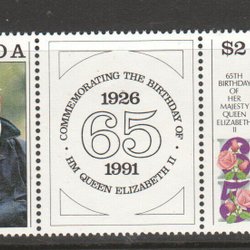 DA
COMMEMORATING THE BIRTHDAY OF
1926
65
1991
HM QUEEN ELIZABETH II
$2
65TH
BIRTHDAY
OF
HER
MAJESTY
QUEEN
ELIZABETH
II